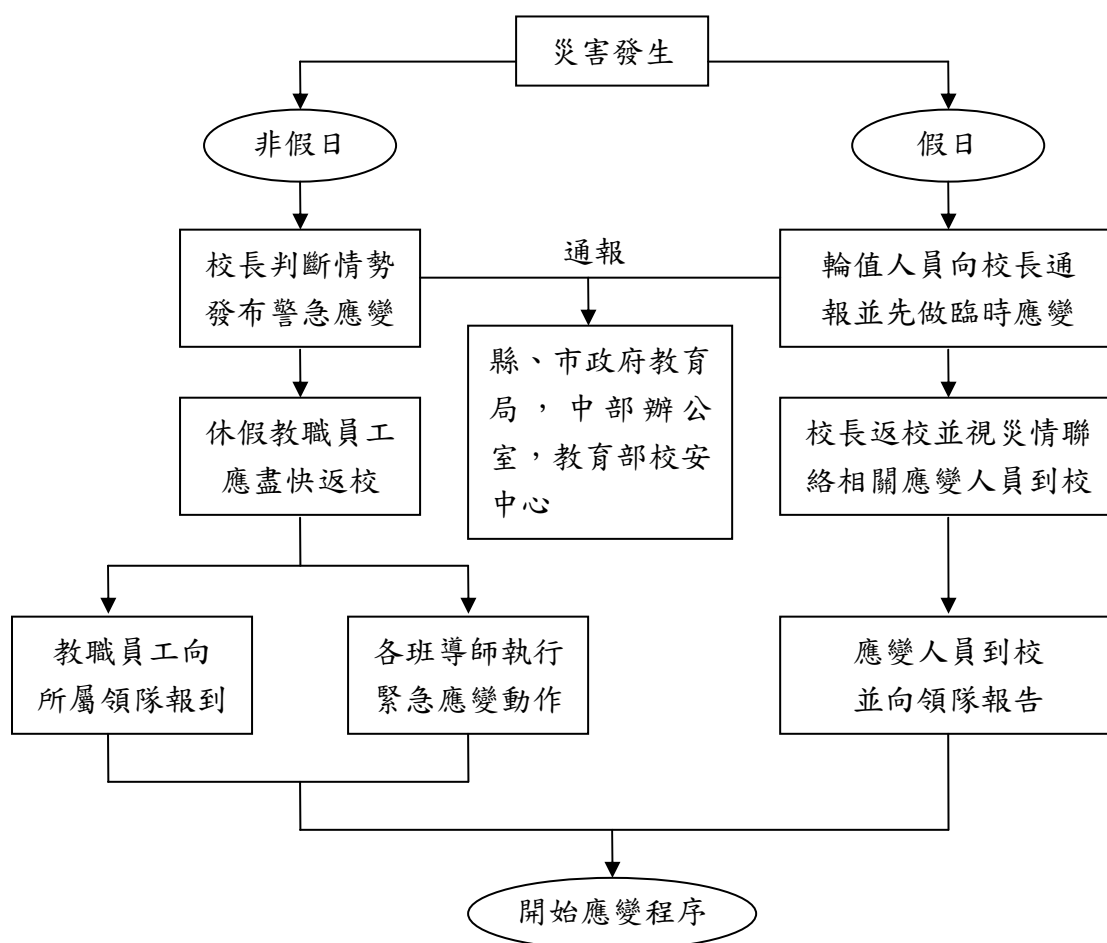 災害發生
非假日
假日
校長判斷情勢
發布警急應變
通報
輪值人員向校長通
報並先做臨時應變
縣、市政府教育
局，中部辦公
室，教育部校安
中心
休假教職員工
應盡快返校
校長返校並視災情聯
絡相關應變人員到校
教職員工向
所屬領隊報到
各班導師執行
緊急應變動作
應變人員到校
並向領隊報告
開始應變程序